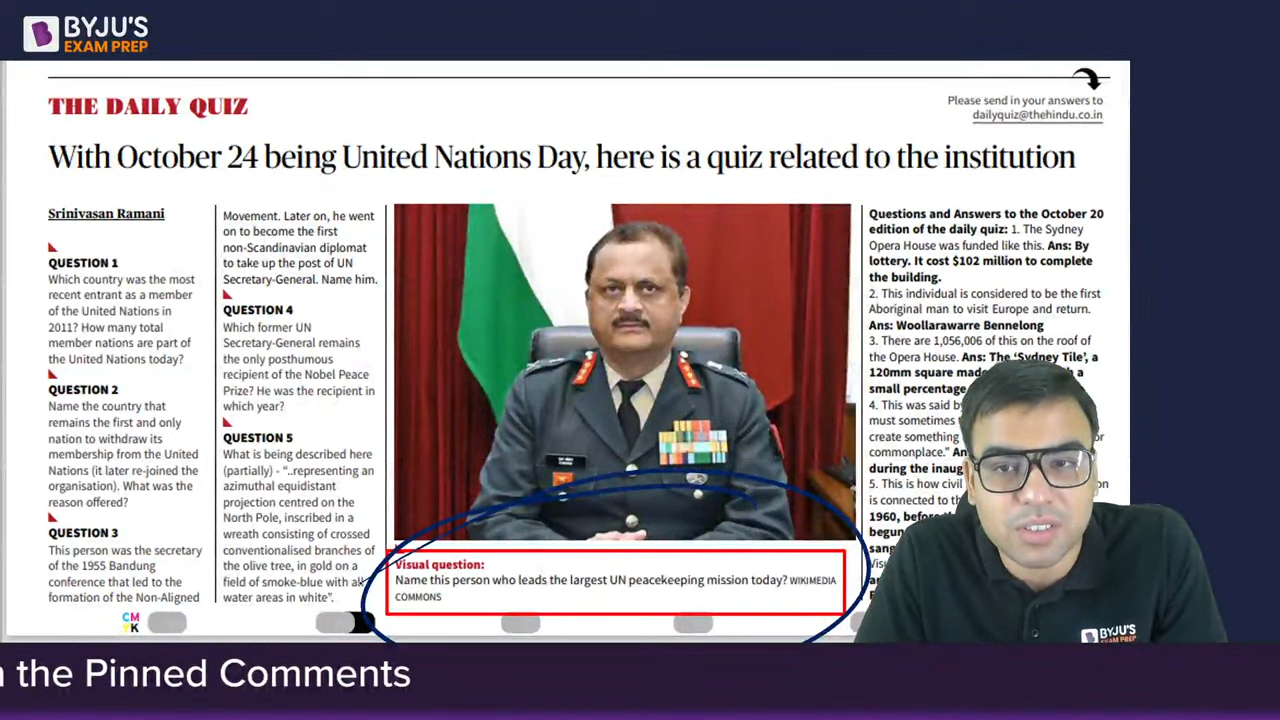 BYJU'S
EXAM PREP
THE DAILY QUIZ
Please send in your answers to
dailyquiz@thehindu.co.in
With October 24 being United Nations Day, here is a quiz related to the institution
Srinivasan Ramani
QUESTION 1
Which country was the most
recent entrant as a member
of the United Nations in
2011? How many total
member nations are part of
the United Nations today?
QUESTION 2
Name the country that
remains the first and only
nation to withdraw its
membership from the United
Nations (it later re-joined the
organisation). What was the
reason offered?
QUESTION 3
This person was the secretary
of the 1955 Bandung
conference that led to the
formation of the Non-Aligned
CM
YK
Movement. Later on, he went
on to become the first
non-Scandinavian diplomat
to take up the post of UN
Secretary-General. Name him.
QUESTION 4
Which former UN
Secretary-General remains
the only posthumous
recipient of the Nobel Peace
Prize? He was the recipient in
which year?
QUESTION 5
What is being described here
(partially) - "..representing an
azimuthal equidistant
projection centred on the
North Pole, inscribed in a
wreath consisting of crossed
conventionalised branches of
the olive tree, in gold on a
field of smoke-blue with all
water areas in white".
Visual question:
Name this person who leads the largest UN peacekeeping mission today? WIKIMEDIA
COMMONS
Questions and Answers to the October 20
edition of the daily quiz: 1. The Sydney
Opera House was funded like this. Ans: By
lottery. It cost $102 million to complete
the building.
2. This individual is considered to be the first
Aboriginal man to visit Europe and return.
Ans: Woollarawarre Bennelong
3. There are 1,056,006 of this on the roof of
the Opera House. Ans: The 'Sydney Tile', a
120mm square made
small percentage
4. This was said by
must sometimes
create something
commonplace." An
during the inaug
5. This is how civil
is connected to th
1960, before
begun
sang
BYJU'S
EXAM PREP
the Pinned Comments